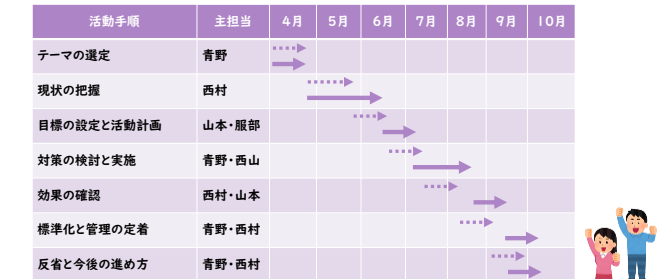 活動手順 主担当 4月 5月 6月 7月 8月 9月 10月
テーマの選定 青野
現状の把握 西村
目標の設定と活動計画 山本・服部
対策の検討と実施 青野・西山
効果の確認 西村・山本
標準化と管理の定着 青野・西村
反省と今後の進め方 青野・西村